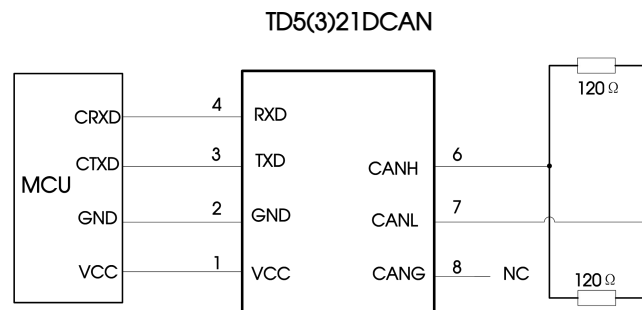 TD5(3)21DCAN
120Ω
CRXD 4 RXD
CTXD 3 TXD
MCU
CANH 6
GND 2 GND
CANL 7
VCC 1 VCC
CANG 8 NC
120Ω